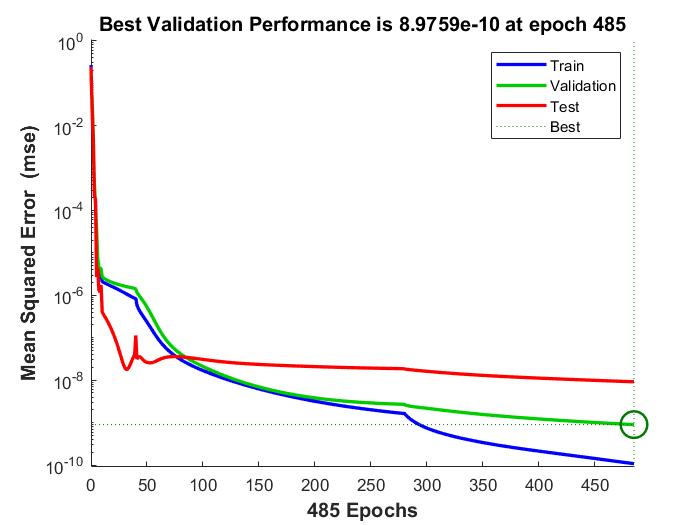 Best Validation Performance is 8.9759e-10 at epoch 485
10^0
10^-2
10^-4
10^-6
10^-8
10^-10
Mean Squared Error (mse)
Train
Validation
Test
Best
0 50 100 150 200 250 300 350 400 450
485 Epochs